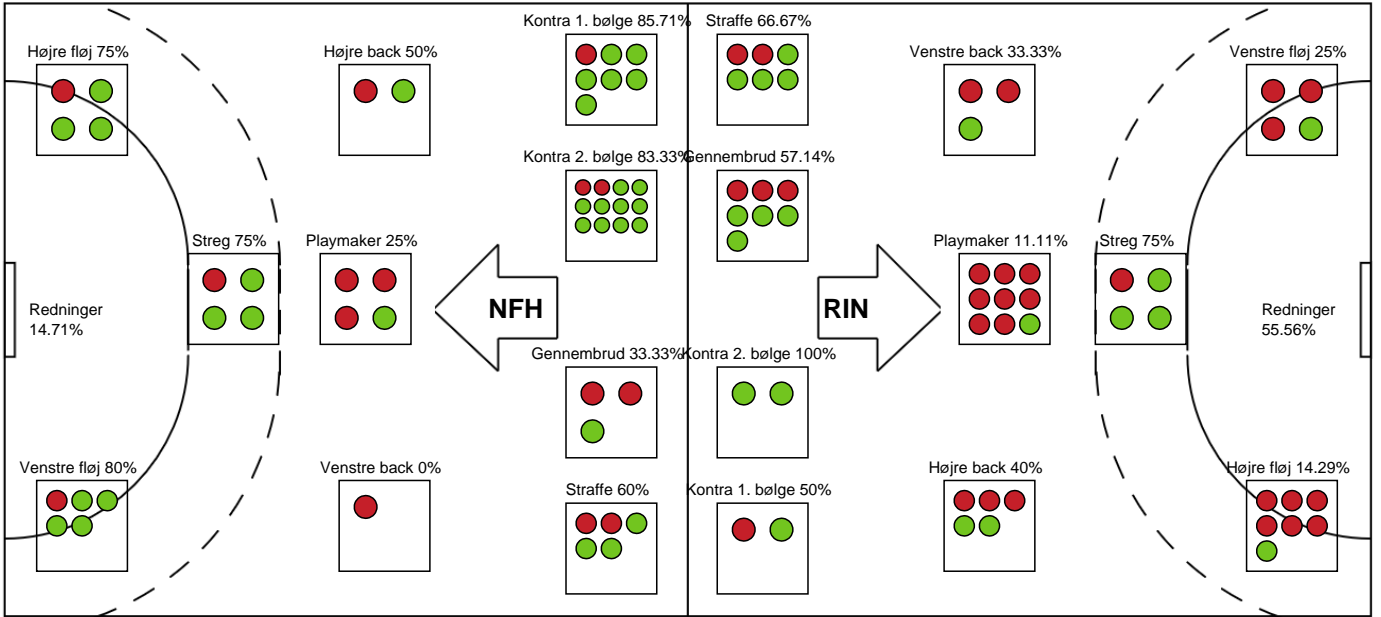 Kontra 1. bølge 85.71%
Straffe 66.67%
Højre fløj 75%
Højre back 50%
Venstre back 33.33%
Venstre fløj 25%
Kontra 2. bølge 83.33%
Gennembrud 57.14%
Streg 75%
Playmaker 25%
Playmaker 11.11%
Streg 75%
Redninger
14.71%
NFH
RIN
Redninger
55.56%
Gennembrud 33.33%
Kontra 2. bølge 100%
Venstre fløj 80%
Venstre back 0%
Højre back 40%
Højre fløj 14.29%
Straffe 60%
Kontra 1. bølge 50%